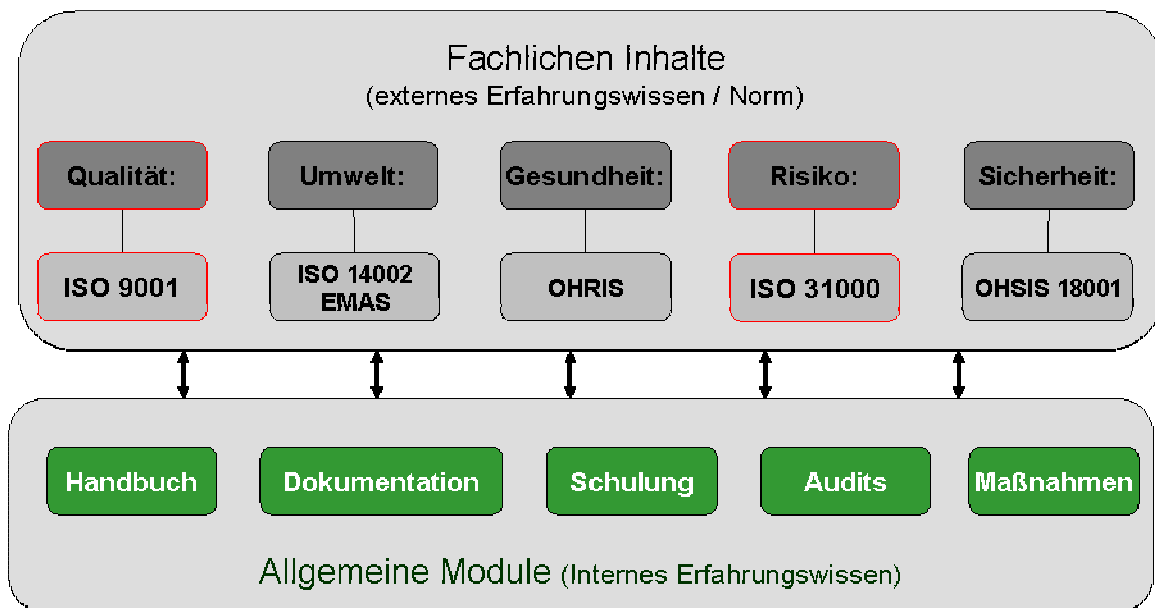 Fachlichen Inhalte
(externes Erfahrungswissen / Norm)
Qualität:
Umwelt:
Gesundheit:
Risiko:
Sicherheit:
ISO 9001
ISO 14002
EMAS
OHRIS
ISO 31000
OHSIS 18001
Handbuch
Dokumentation
Schulung
Audits
Maßnahmen
Allgemeine Module (Internes Erfahrungswissen)